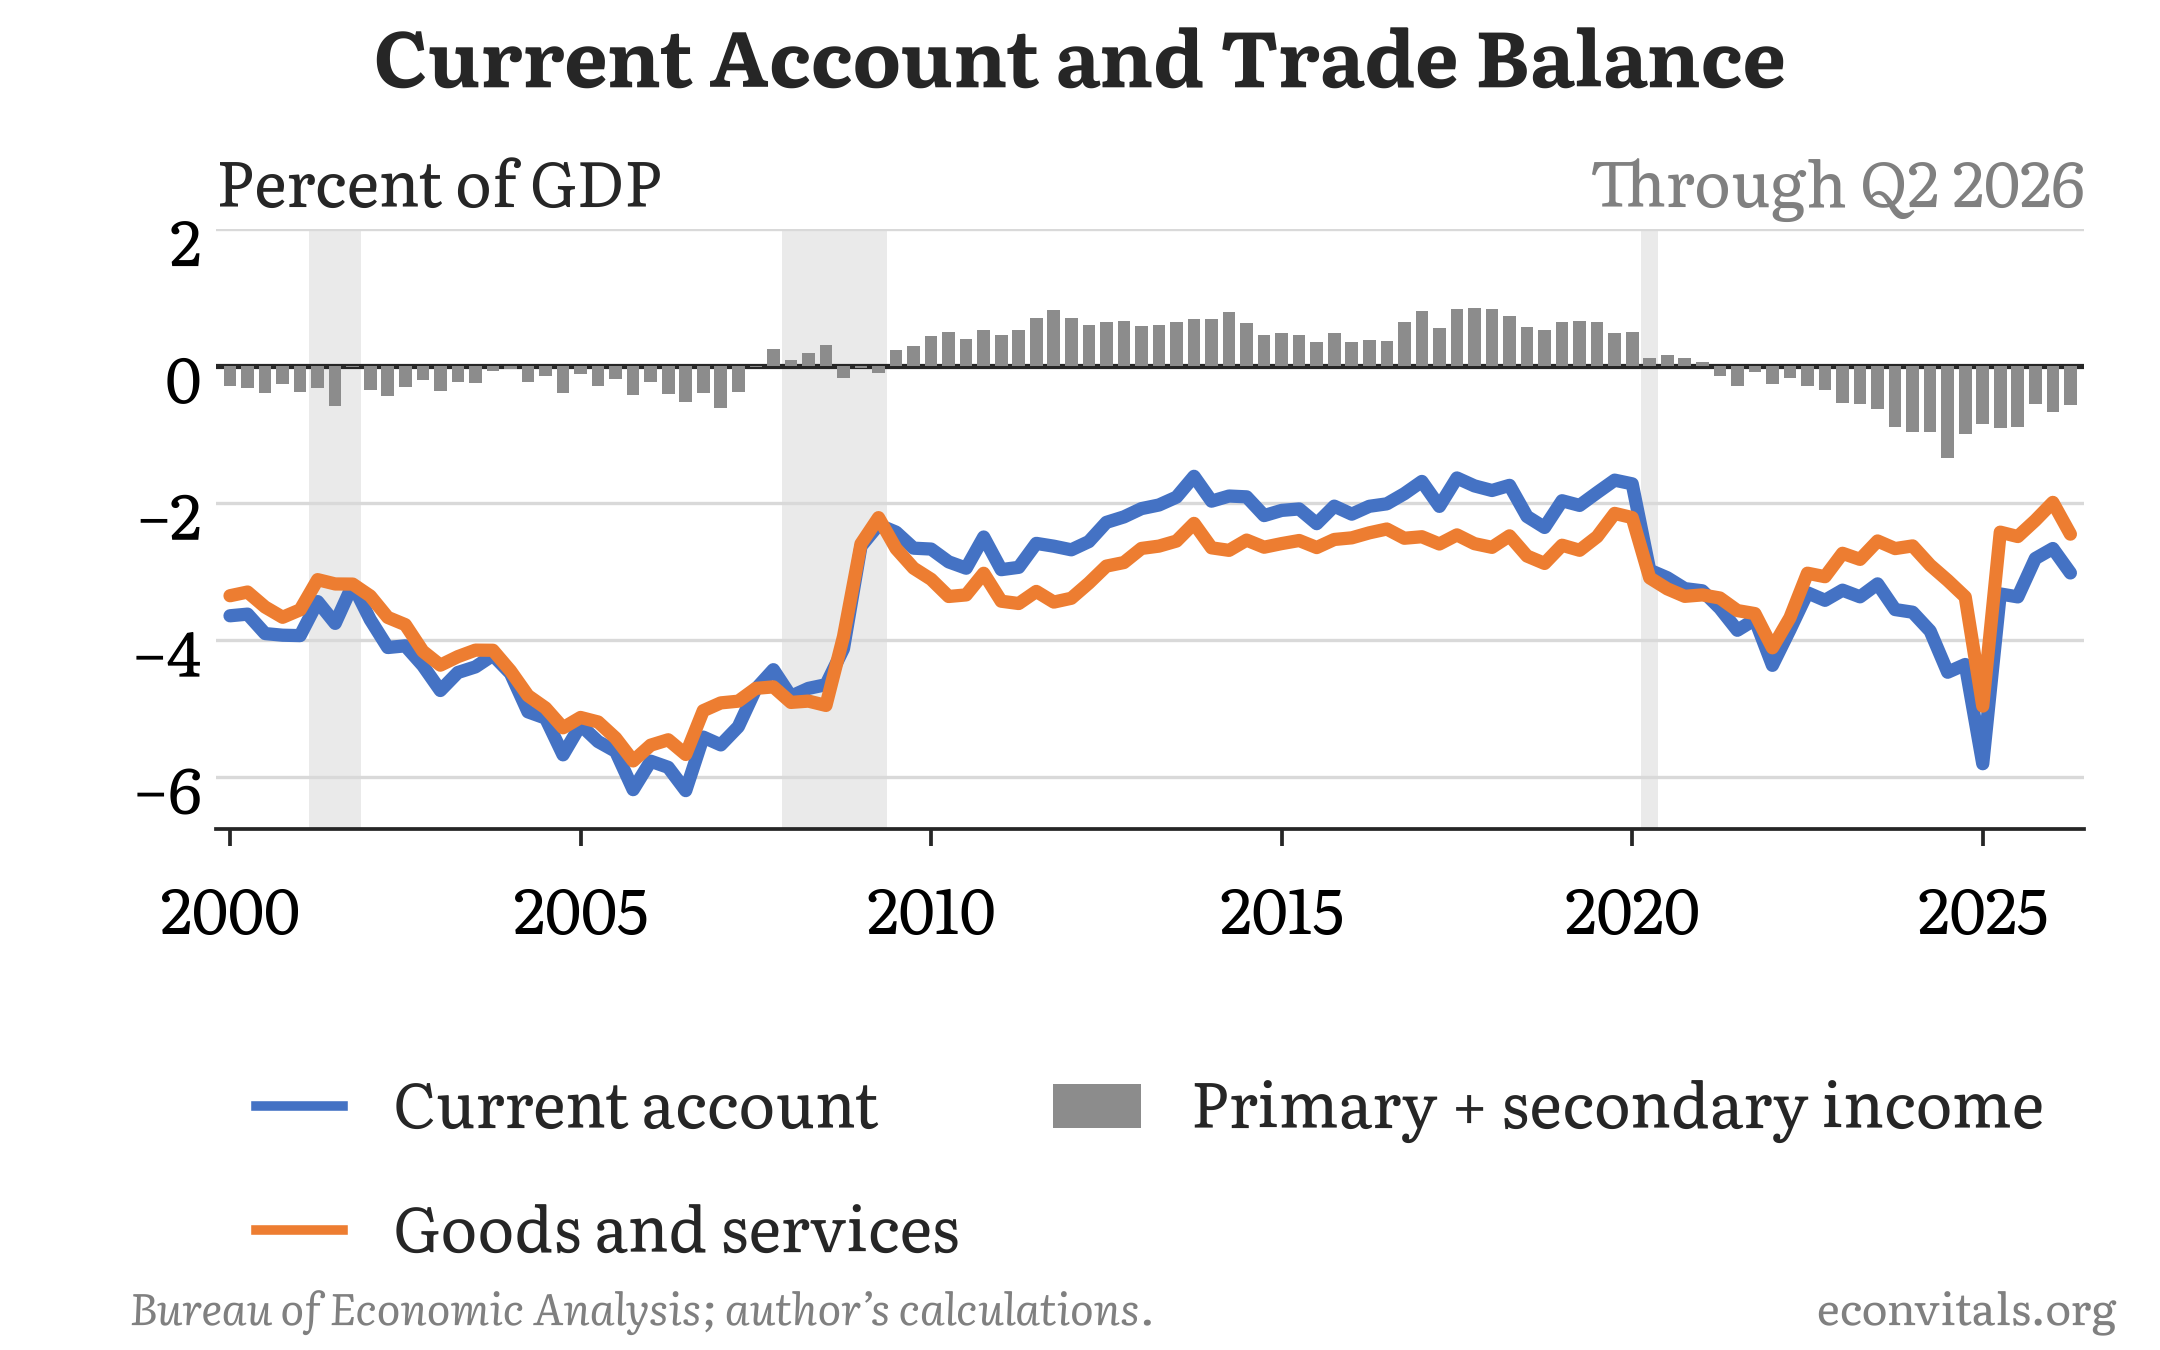 Current Account and Trade Balance
Percent of GDP
Through Q2 2026
2
0
−2
−4
−6
2000 2005 2010 2015 2020 2025
Current account
Primary + secondary income
Goods and services
Bureau of Economic Analysis; author’s calculations.
econvitals.org